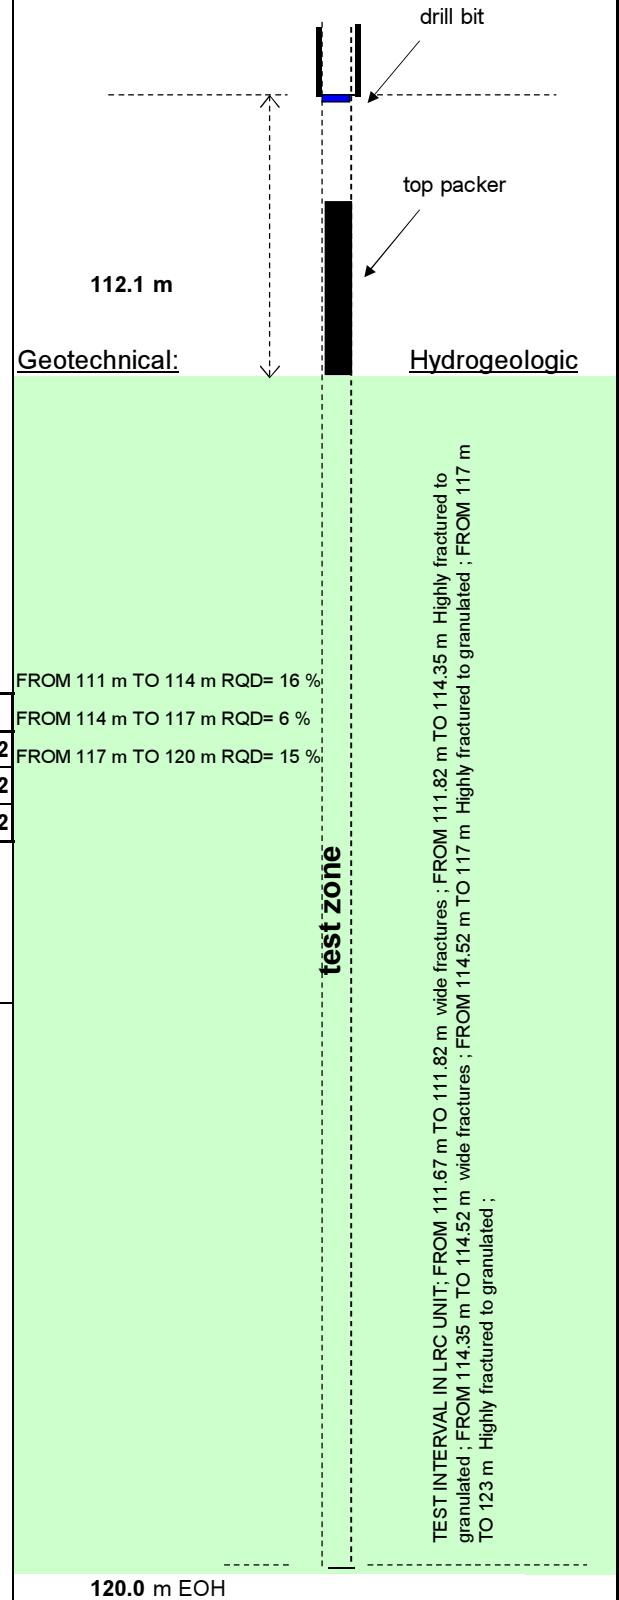 drill bit
top packer
112.1 m
Geotechnical:
Hydrogeologic
FROM 111 m TO 114 m RQD= 16 %
FROM 114 m TO 117 m RQD= 6 %
2 FROM 117 m TO 120 m RQD= 15 %
2
2
test zone
TEST INTERVAL IN LRC UNIT; FROM 111.67 m TO 111.82 m wide fractures ; FROM 111.82 m TO 114.35 m Highly fractured to
granulated ; FROM 114.35 m TO 114.52 m wide fractures ; FROM 114.52 m TO 117 m Highly fractured to granulated ; FROM 117 m
TO 123 m Highly fractured to granulated ;
120.0 m EOH